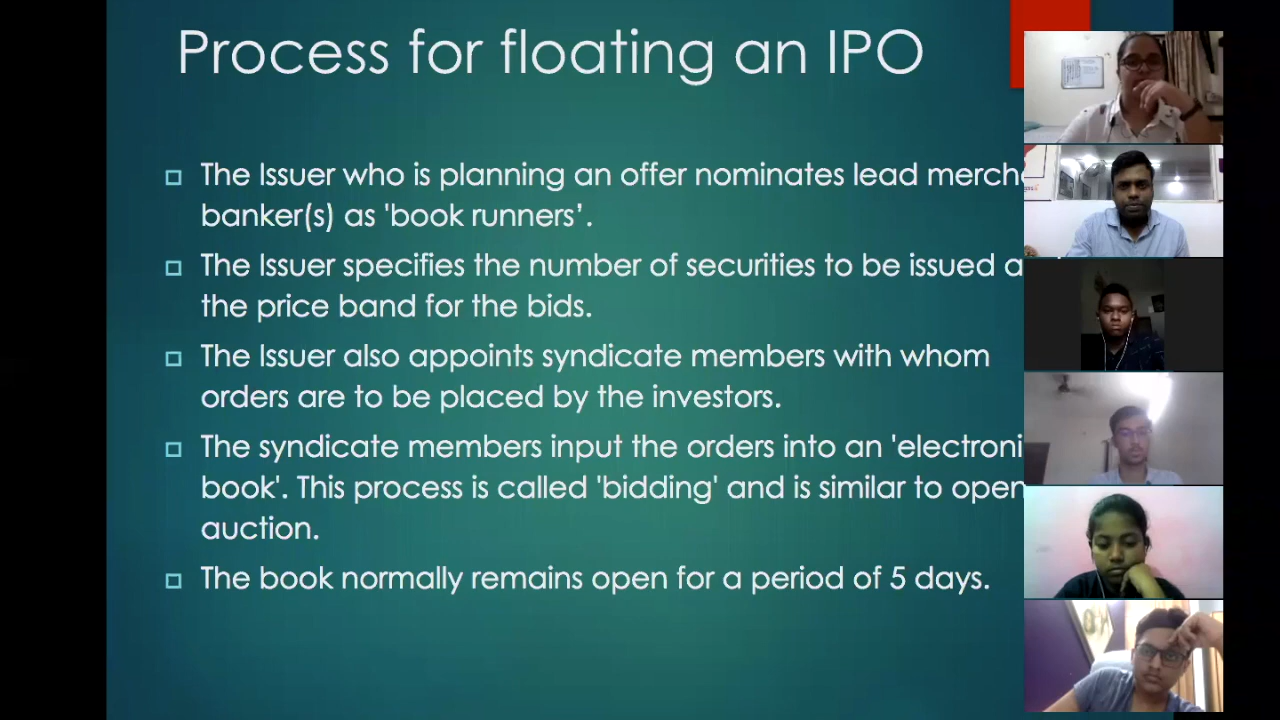 Process for floating an IPO
The Issuer who is planning an offer nominates lead
banker(s) as 'book runners’.
The Issuer specifies the number of securities to be issued
the price band for the bids.
The Issuer also appoints syndicate members with whom
orders are to be placed by the investors.
The syndicate members input the orders into an
book'. This process is called 'bidding' and is similar to open
auction.
The book normally remains open for a period of 5 days.